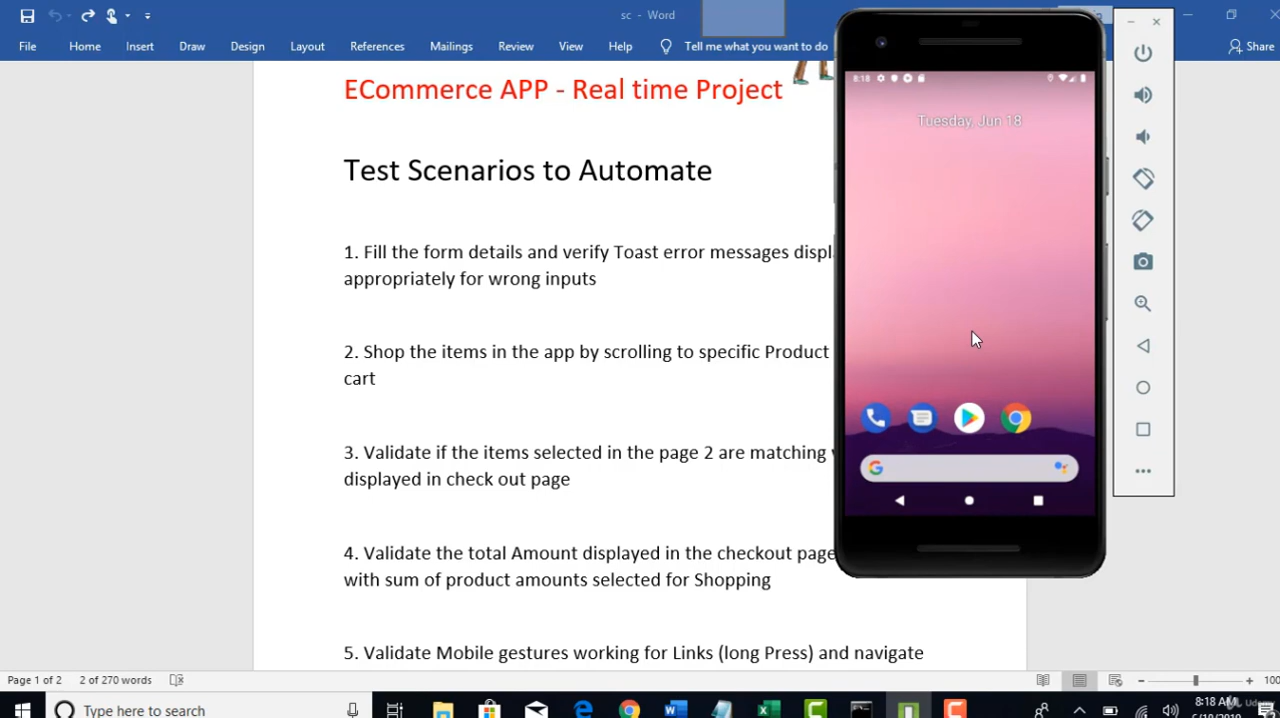 sc - Word
File Home Insert Draw Design Layout References Mailings Review View Help Tell me what you want to do Share
ECommerce APP - Real time Project
Test Scenarios to Automate
1. Fill the form details and verify Toast error messages
appropriately for wrong inputs
2. Shop the items in the app by scrolling to specific Product
cart
3. Validate if the items selected in the page 2 are matching
displayed in check out page
4. Validate the total Amount displayed in the checkout page
with sum of product amounts selected for Shopping
5. Validate Mobile gestures working for Links (long Press) and navigate
8:18
Tuesday, Jun 18
Page 1 of 2 2 of 270 words
100
Type here to search
8:18 AM